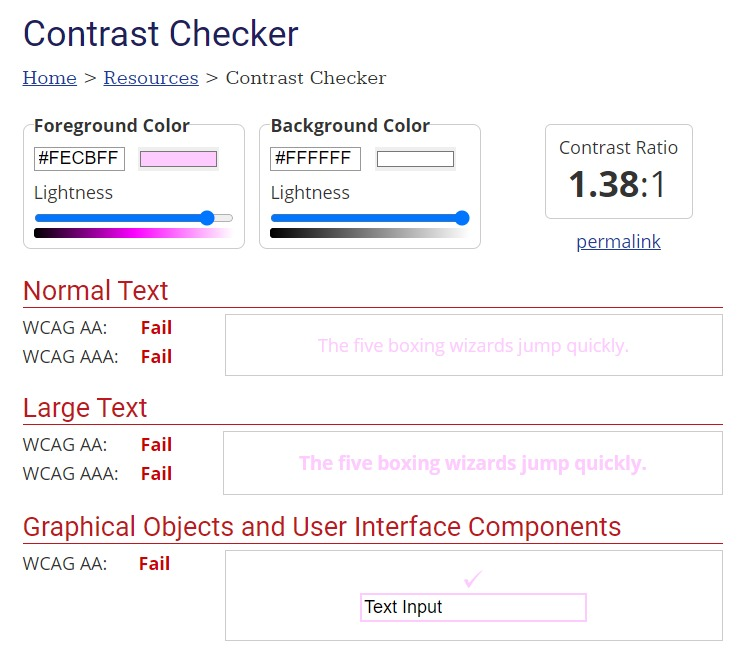 Contrast Checker
Home > Resources > Contrast Checker
Foreground Color
#FECBFF
Lightness
Background Color
#FFFFFF
Lightness
Contrast Ratio
1.38:1
permalink
Normal Text
WCAG AA: Fail
WCAG AAA: Fail
The five boxing wizards jump quickly.
Large Text
WCAG AA: Fail
WCAG AAA: Fail
The five boxing wizards jump quickly.
Graphical Objects and User Interface Components
WCAG AA: Fail
✓
Text Input